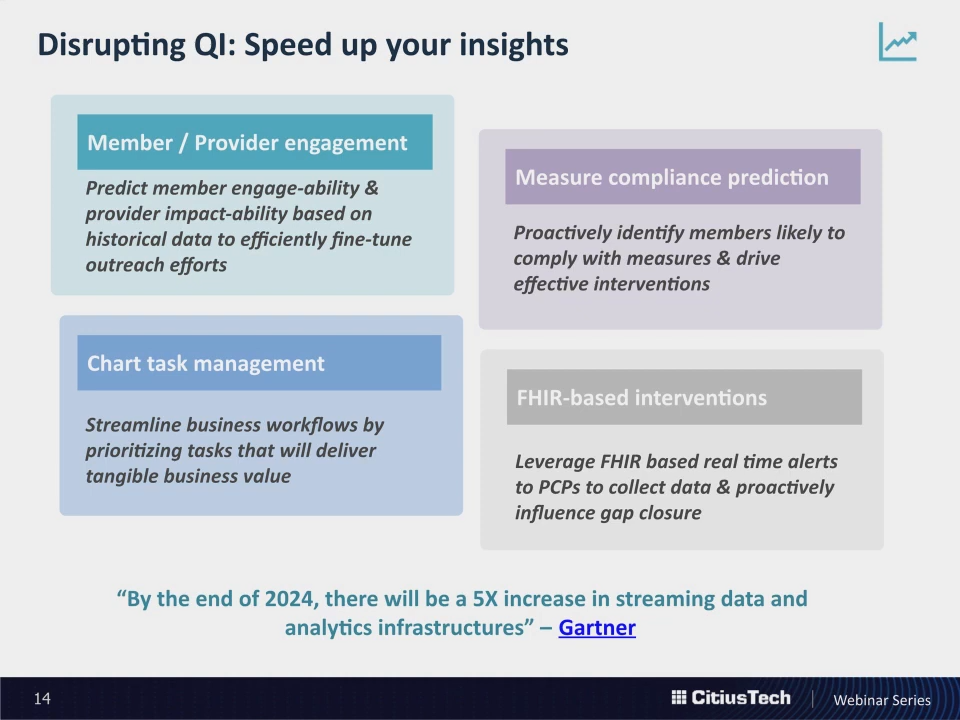 Disrupting QI: Speed up your insights
Member / Provider engagement
Predict member engage-ability &
provider impact-ability based on
historical data to efficiently fine-tune
outreach efforts
Measure compliance prediction
Proactively identify members likely to
comply with measures & drive
effective interventions
Chart task management
Streamline business workflows by
prioritizing tasks that will deliver
tangible business value
FHIR-based interventions
Leverage FHIR based real time alerts
to PCPs to collect data & proactively
influence gap closure
“By the end of 2024, there will be a 5X increase in streaming data and
analytics infrastructures” – Gartner
14
CitiusTech
Webinar Series